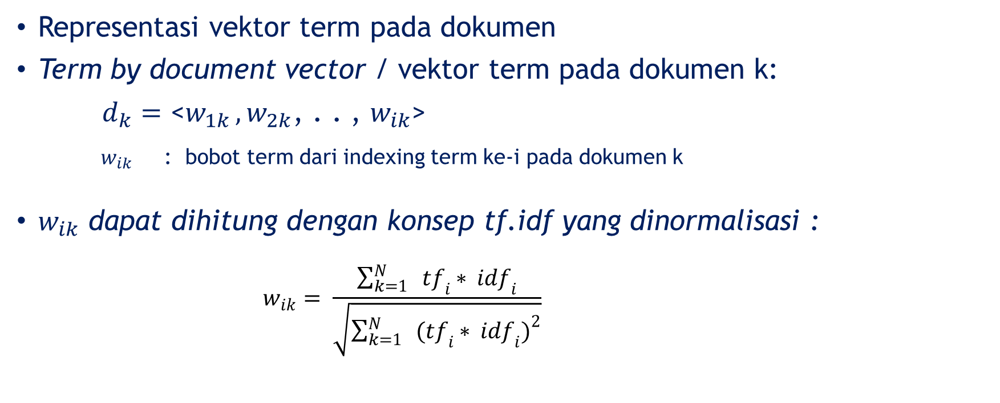 • Representasi vektor term pada dokumen
• Term by document vector / vektor term pada dokumen k:
d_k = <w_{1k} , w_{2k}, . . , w_{ik}>
w_{ik} : bobot term dari indexing term ke-i pada dokumen k
• w_{ik} dapat dihitung dengan konsep tf.idf yang dinormalisasi :
w_{ik} = \frac{\sum_{k=1}^{N} tf_i * idf_i}{\sqrt{\sum_{k=1}^{N} (tf_i * idf_i)^2}}